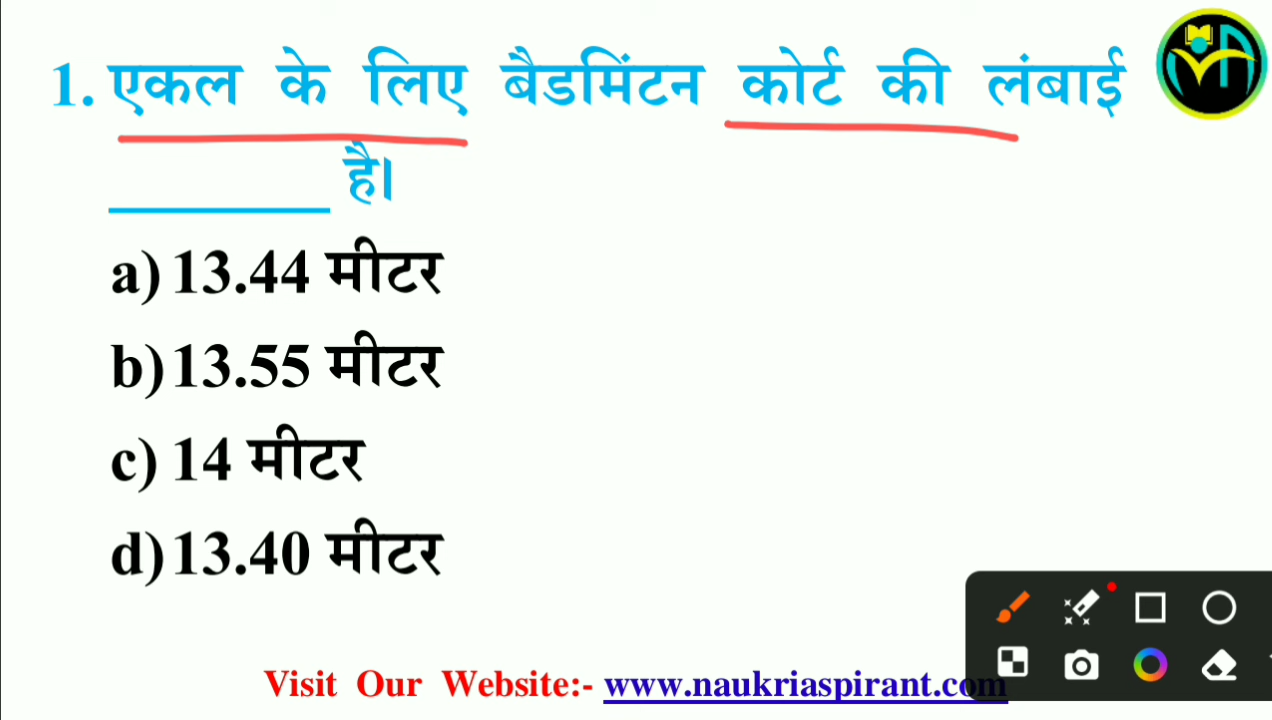 1. एकल के लिए बैडमिंटन कोर्ट की लंबाई
__________ है।
a) 13.44 मीटर
b) 13.55 मीटर
c) 14 मीटर
d) 13.40 मीटर
Visit Our Website:- www.naukriaspirant.com